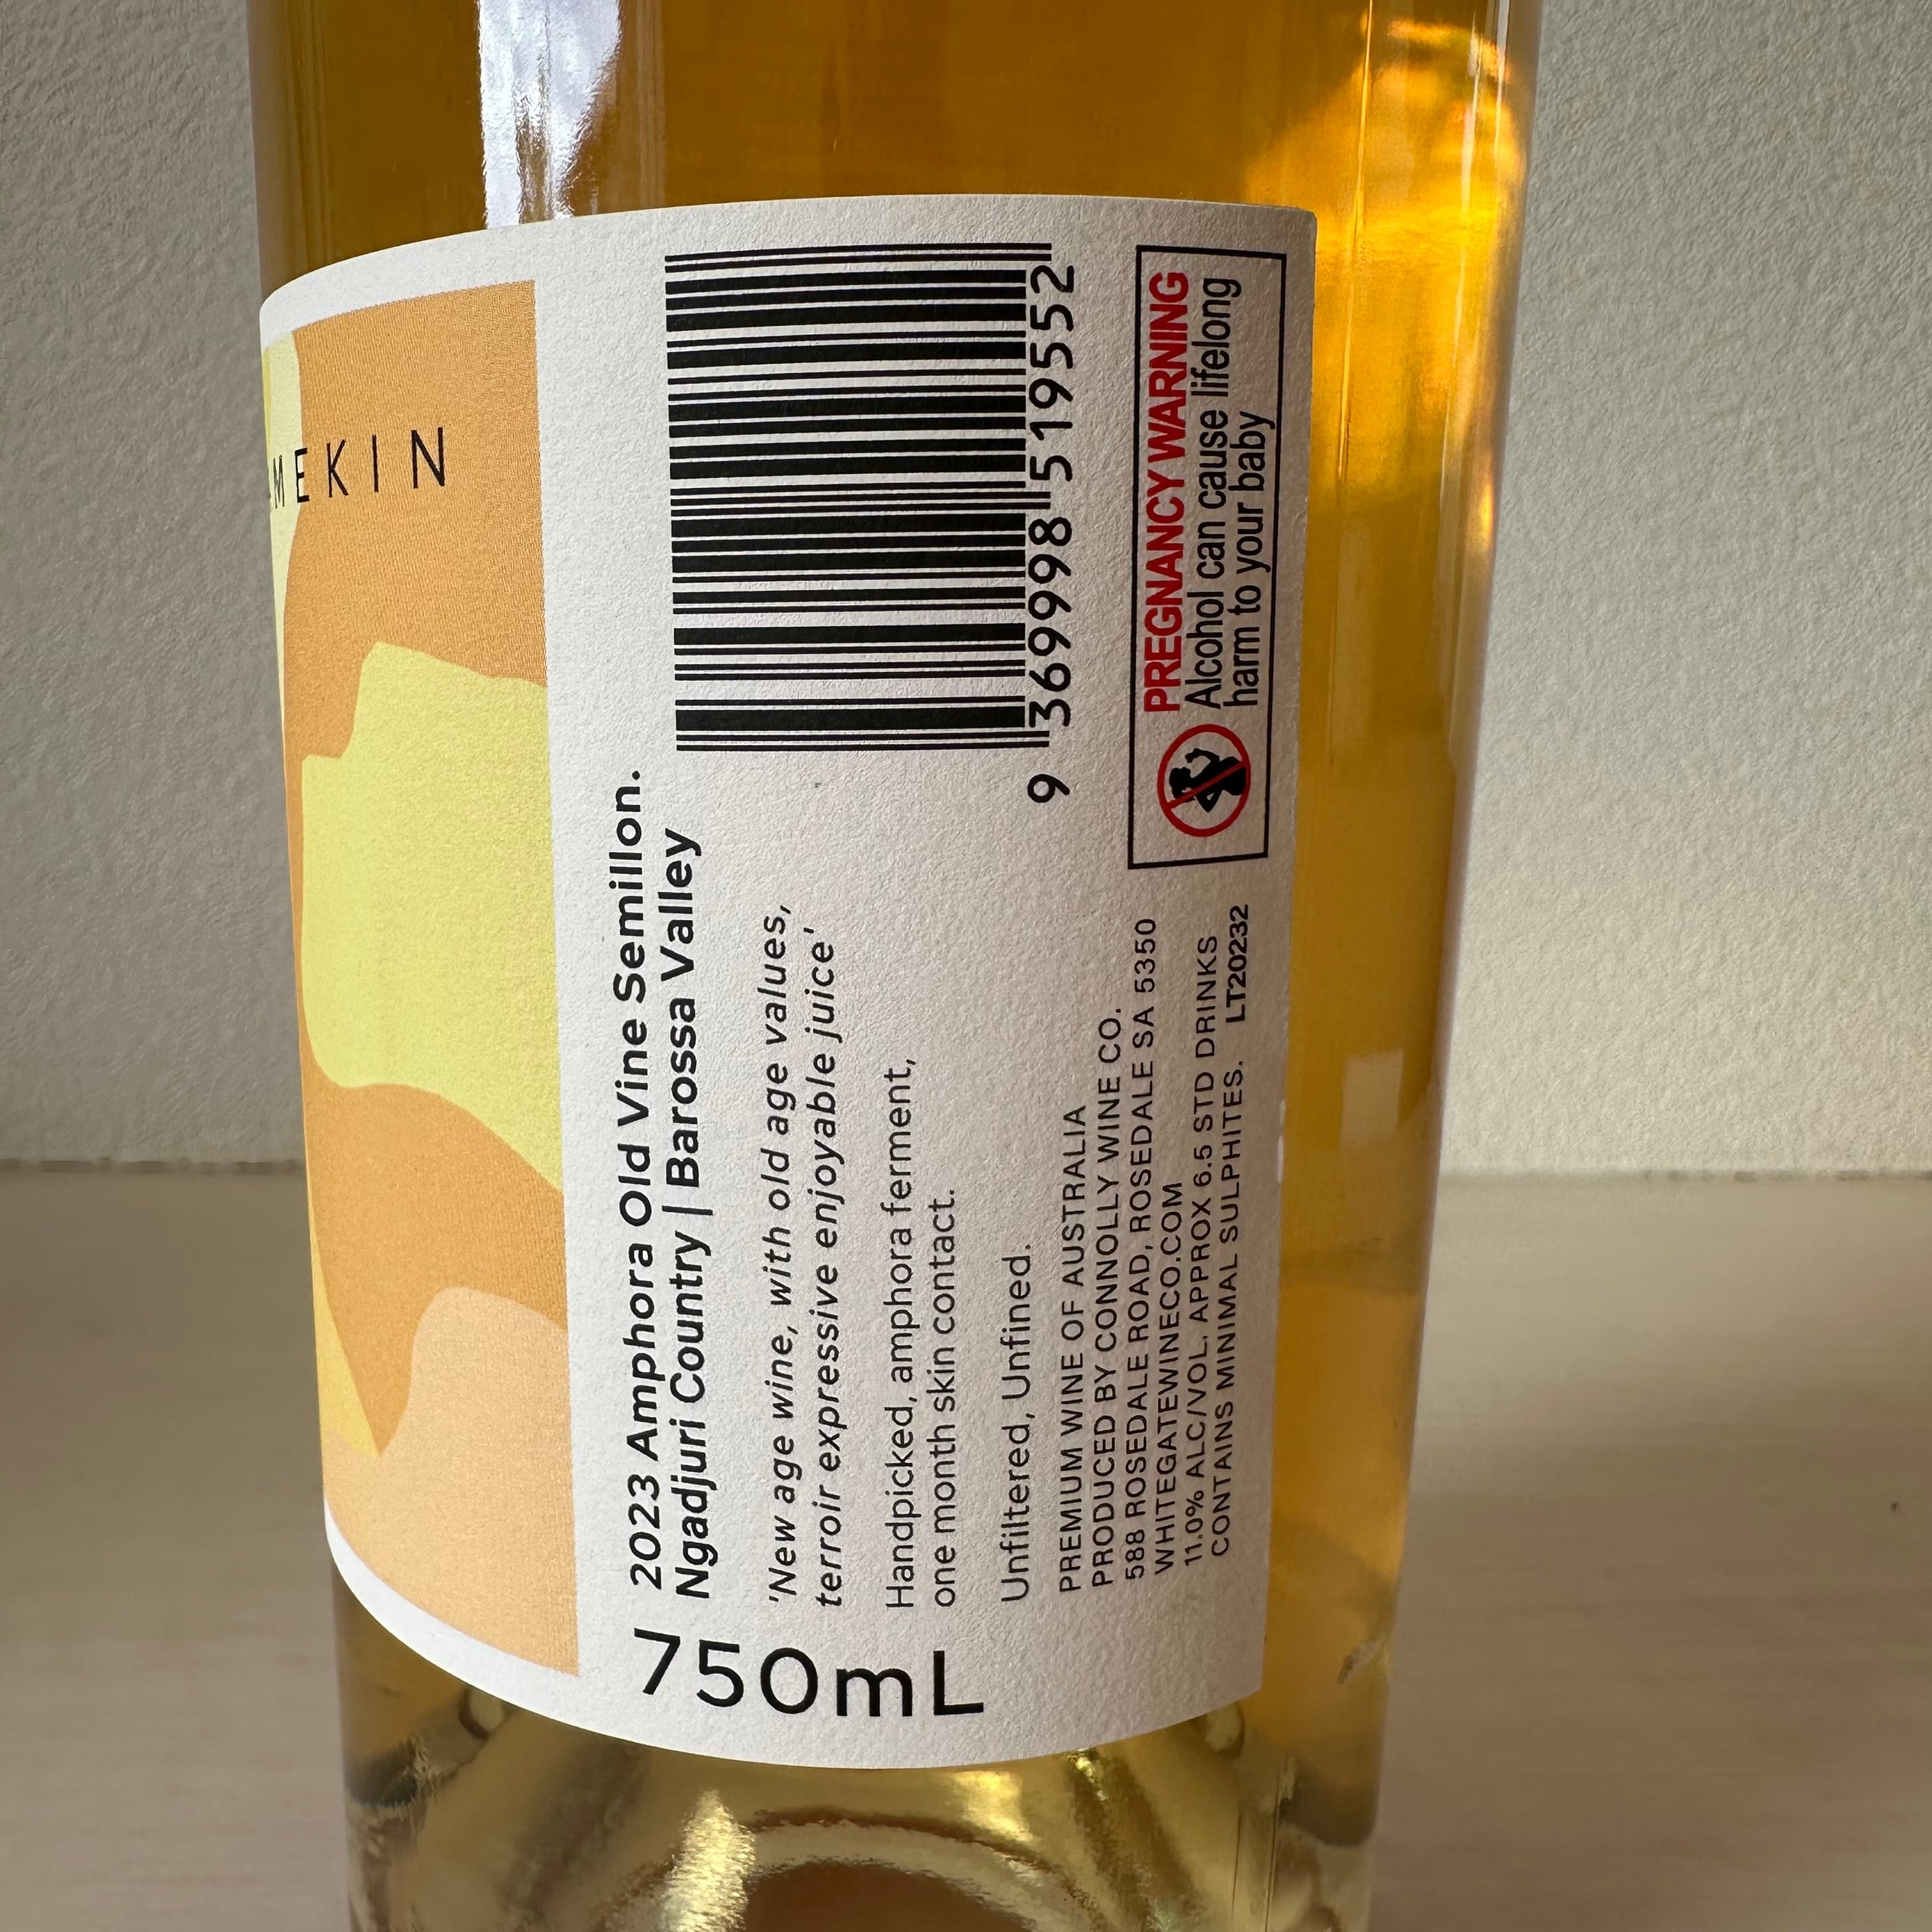 MEKIN
2023 Amphora Old Vine Semillon.
Ngadjuri Country | Barossa Valley
'New age wine, with old age values,
terroir expressive enjoyable juice'
Handpicked, amphora ferment,
one month skin contact.
Unfiltered, Unfined.
PREMIUM WINE OF AUSTRALIA
PRODUCED BY CONNOLLY WINE CO.
588 ROSEDALE ROAD, ROSEDALE SA 5350
WHITEGATEWINECO.COM
11.0% ALC/VOL. APPROX 6.5 STD DRINKS
CONTAINS MINIMAL SULPHITES. LT20232
9 369998 519552
PREGNANCY WARNING
Alcohol can cause lifelong
harm to your baby
750mL